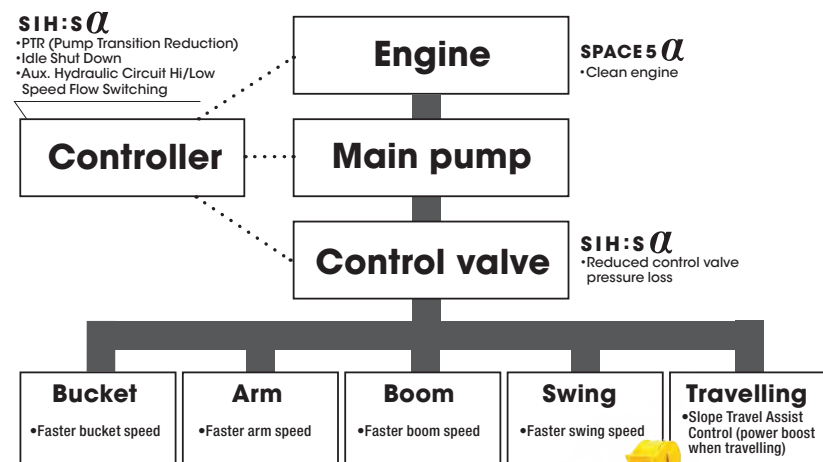 SIH:Sα
•PTR (Pump Transition Reduction)
•Idle Shut Down
•Aux. Hydraulic Circuit Hi/Low
Speed Flow Switching
Engine
SPACE5α
•Clean engine
Controller
Main pump
Control valve
SIH:Sα
•Reduced control valve
pressure loss
Bucket
•Faster bucket speed
Arm
•Faster arm speed
Boom
•Faster boom speed
Swing
•Faster swing speed
Travelling
•Slope Travel Assist
Control (power boost
when travelling)